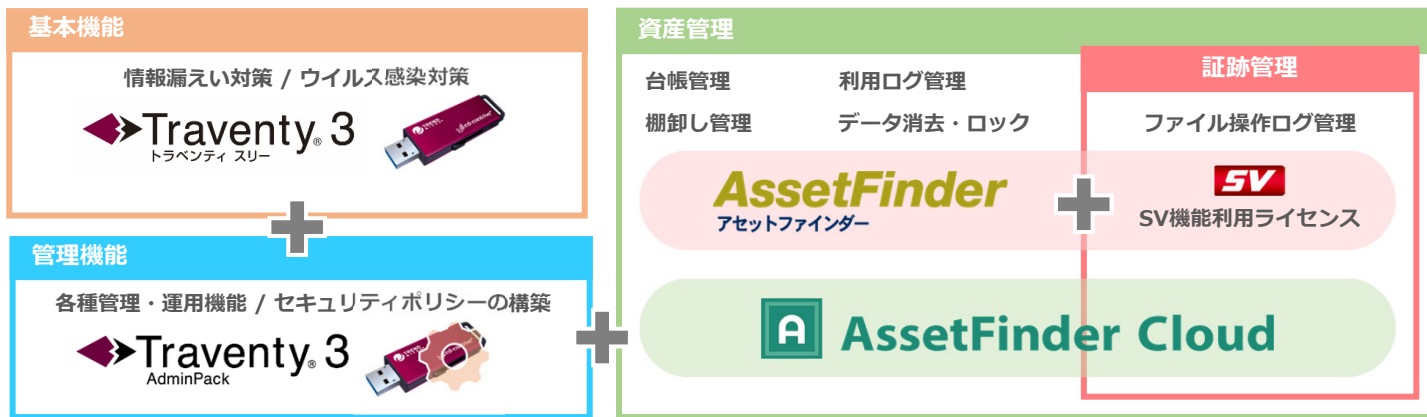 基本機能
情報漏えい対策 / ウイルス感染対策
Traventy® 3
トラベンティ スリー
管理機能
各種管理・運用機能 / セキュリティポリシーの構築
Traventy® 3
AdminPack
資産管理
台帳管理
利用ログ管理
棚卸し管理
データ消去・ロック
証跡管理
ファイル操作ログ管理
AssetFinder
アセットファインダー
SV
SV機能利用ライセンス
A
AssetFinder Cloud